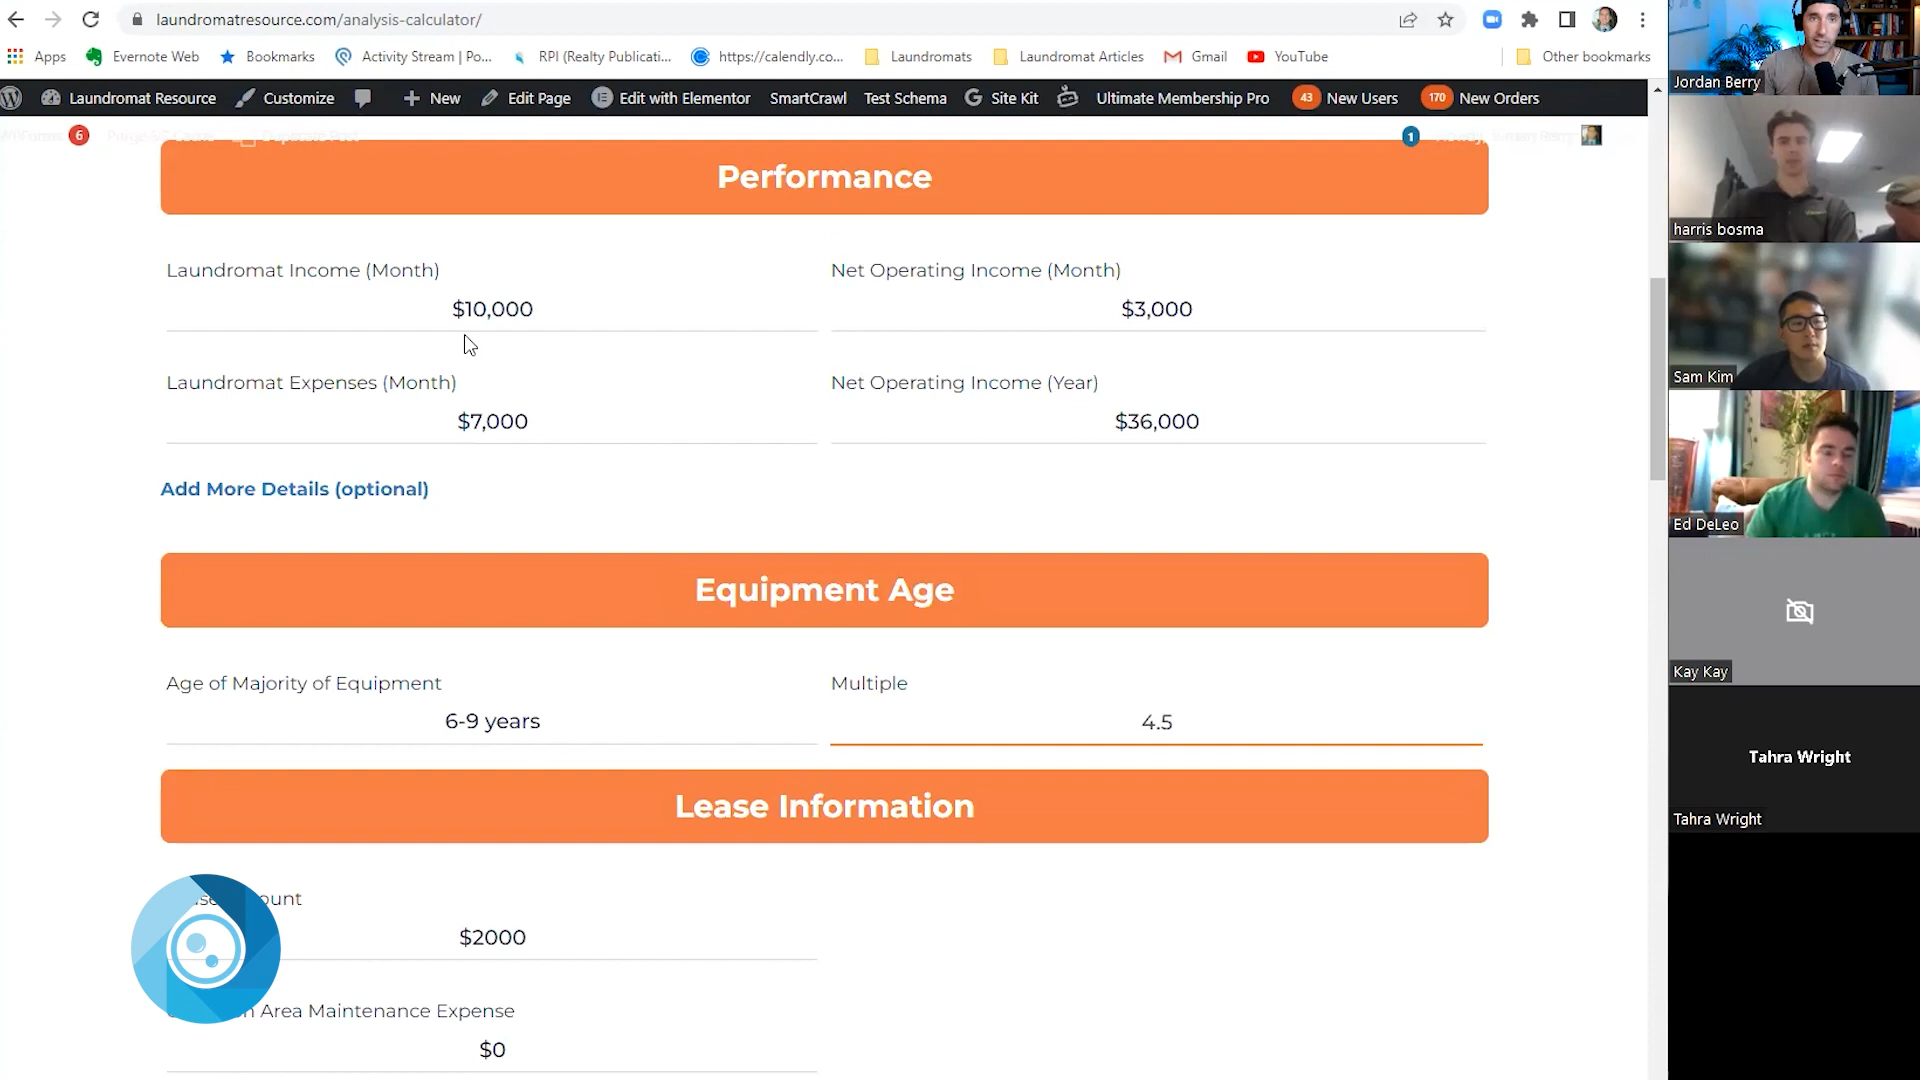 laundromatresource.com/analysis-calculator/
Apps Evernote Web Bookmarks Activity Stream | Po... RPI (Realty Publicati... https://calendly.co... Laundromats Laundromat Articles Gmail YouTube Other bookmarks
Laundromat Resource Customize New Edit Page Edit with Elementor SmartCrawl Test Schema Site Kit Ultimate Membership Pro 43 New Users 170 New Orders
6 Duplicate Post 1
Performance
Laundromat Income (Month) Net Operating Income (Month)
$10,000 $3,000
Laundromat Expenses (Month) Net Operating Income (Year)
$7,000 $36,000
Add More Details (optional)
Equipment Age
Age of Majority of Equipment Multiple
6-9 years 4.5
Lease Information
$2000
Area Maintenance Expense
$0
Jordan Berry
harris bosma
Sam Kim
Ed DeLeo
Kay Kay
Tahra Wright
Tahra Wright